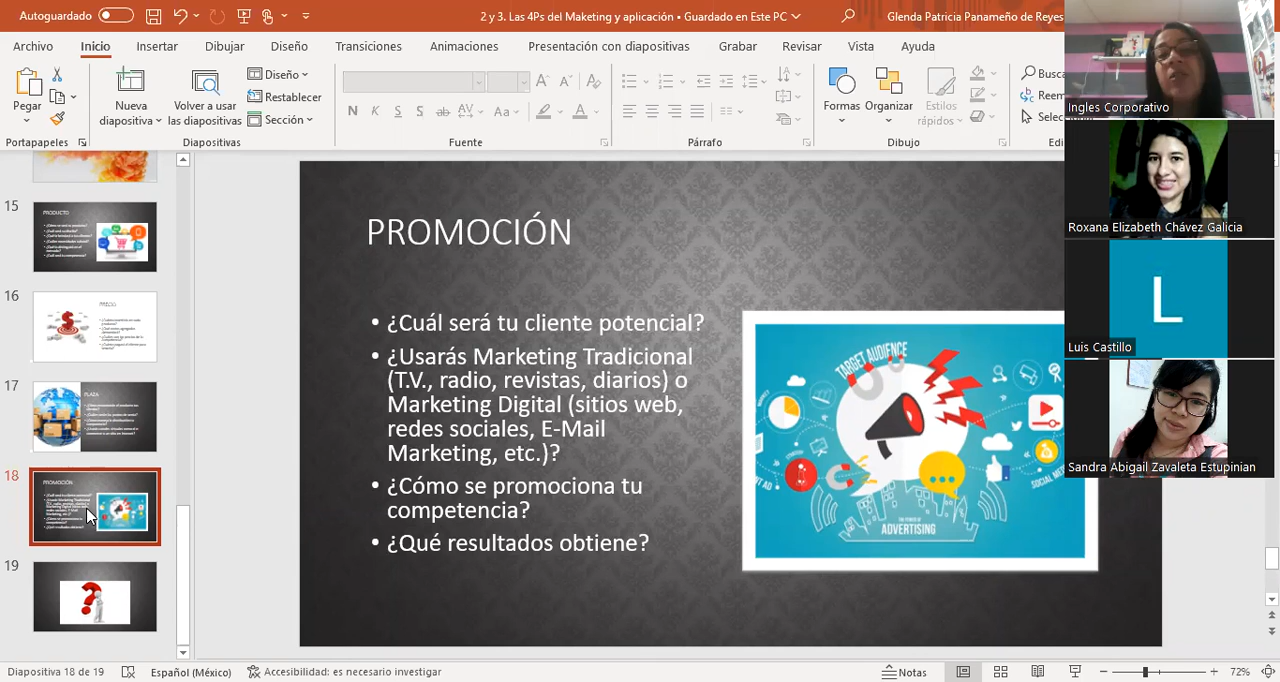 Autoguardado
2 y 3. Las 4Ps del Maketing y aplicación • Guardado en Este PC
Glenda Patricia Panameño de Reyes
Archivo Inicio Insertar Dibujar Diseño Transiciones Animaciones Presentación con diapositivas Grabar Revisar Vista Ayuda
Pegar
Portapapeles
Nueva diapositiva
Volver a usar las diapositivas
Diseño
Restablecer
Sección
Diapositivas
N K S S ab AV Aa A
Fuente
Párrafo
Formas
Organizar
Estilos rápidos
Dibujo
Ingles Corporativo
Roxana Elizabeth Chávez Galicia
L
Luis Castillo
Sandra Abigail Zavaleta Estupinian
15
PRODUCTO
16
PRECIO
17
PLAZA
18
PROMOCIÓN
19
PROMOCIÓN
• ¿Cuál será tu cliente potencial?
• ¿Usarás Marketing Tradicional
(T.V., radio, revistas, diarios) o
Marketing Digital (sitios web,
redes sociales, E-Mail
Marketing, etc.)?
• ¿Cómo se promociona tu
competencia?
• ¿Qué resultados obtiene?
TARGET AUDIENCE
SOCIAL
THE POWER OF
ADVERTISING
Diapositiva 18 de 19
Español (México)
Accesibilidad: es necesario investigar
Notas
72%